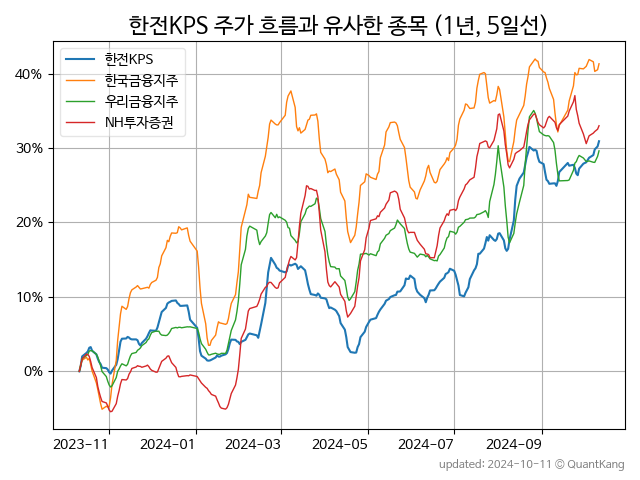 한전KPS 주가 흐름과 유사한 종목 (1년, 5일선)
한전KPS
한국금융지주
우리금융지주
NH투자증권
40%
30%
20%
10%
0%
2023-11 2024-01 2024-03 2024-05 2024-07 2024-09
updated: 2024-10-11 © QuantKang